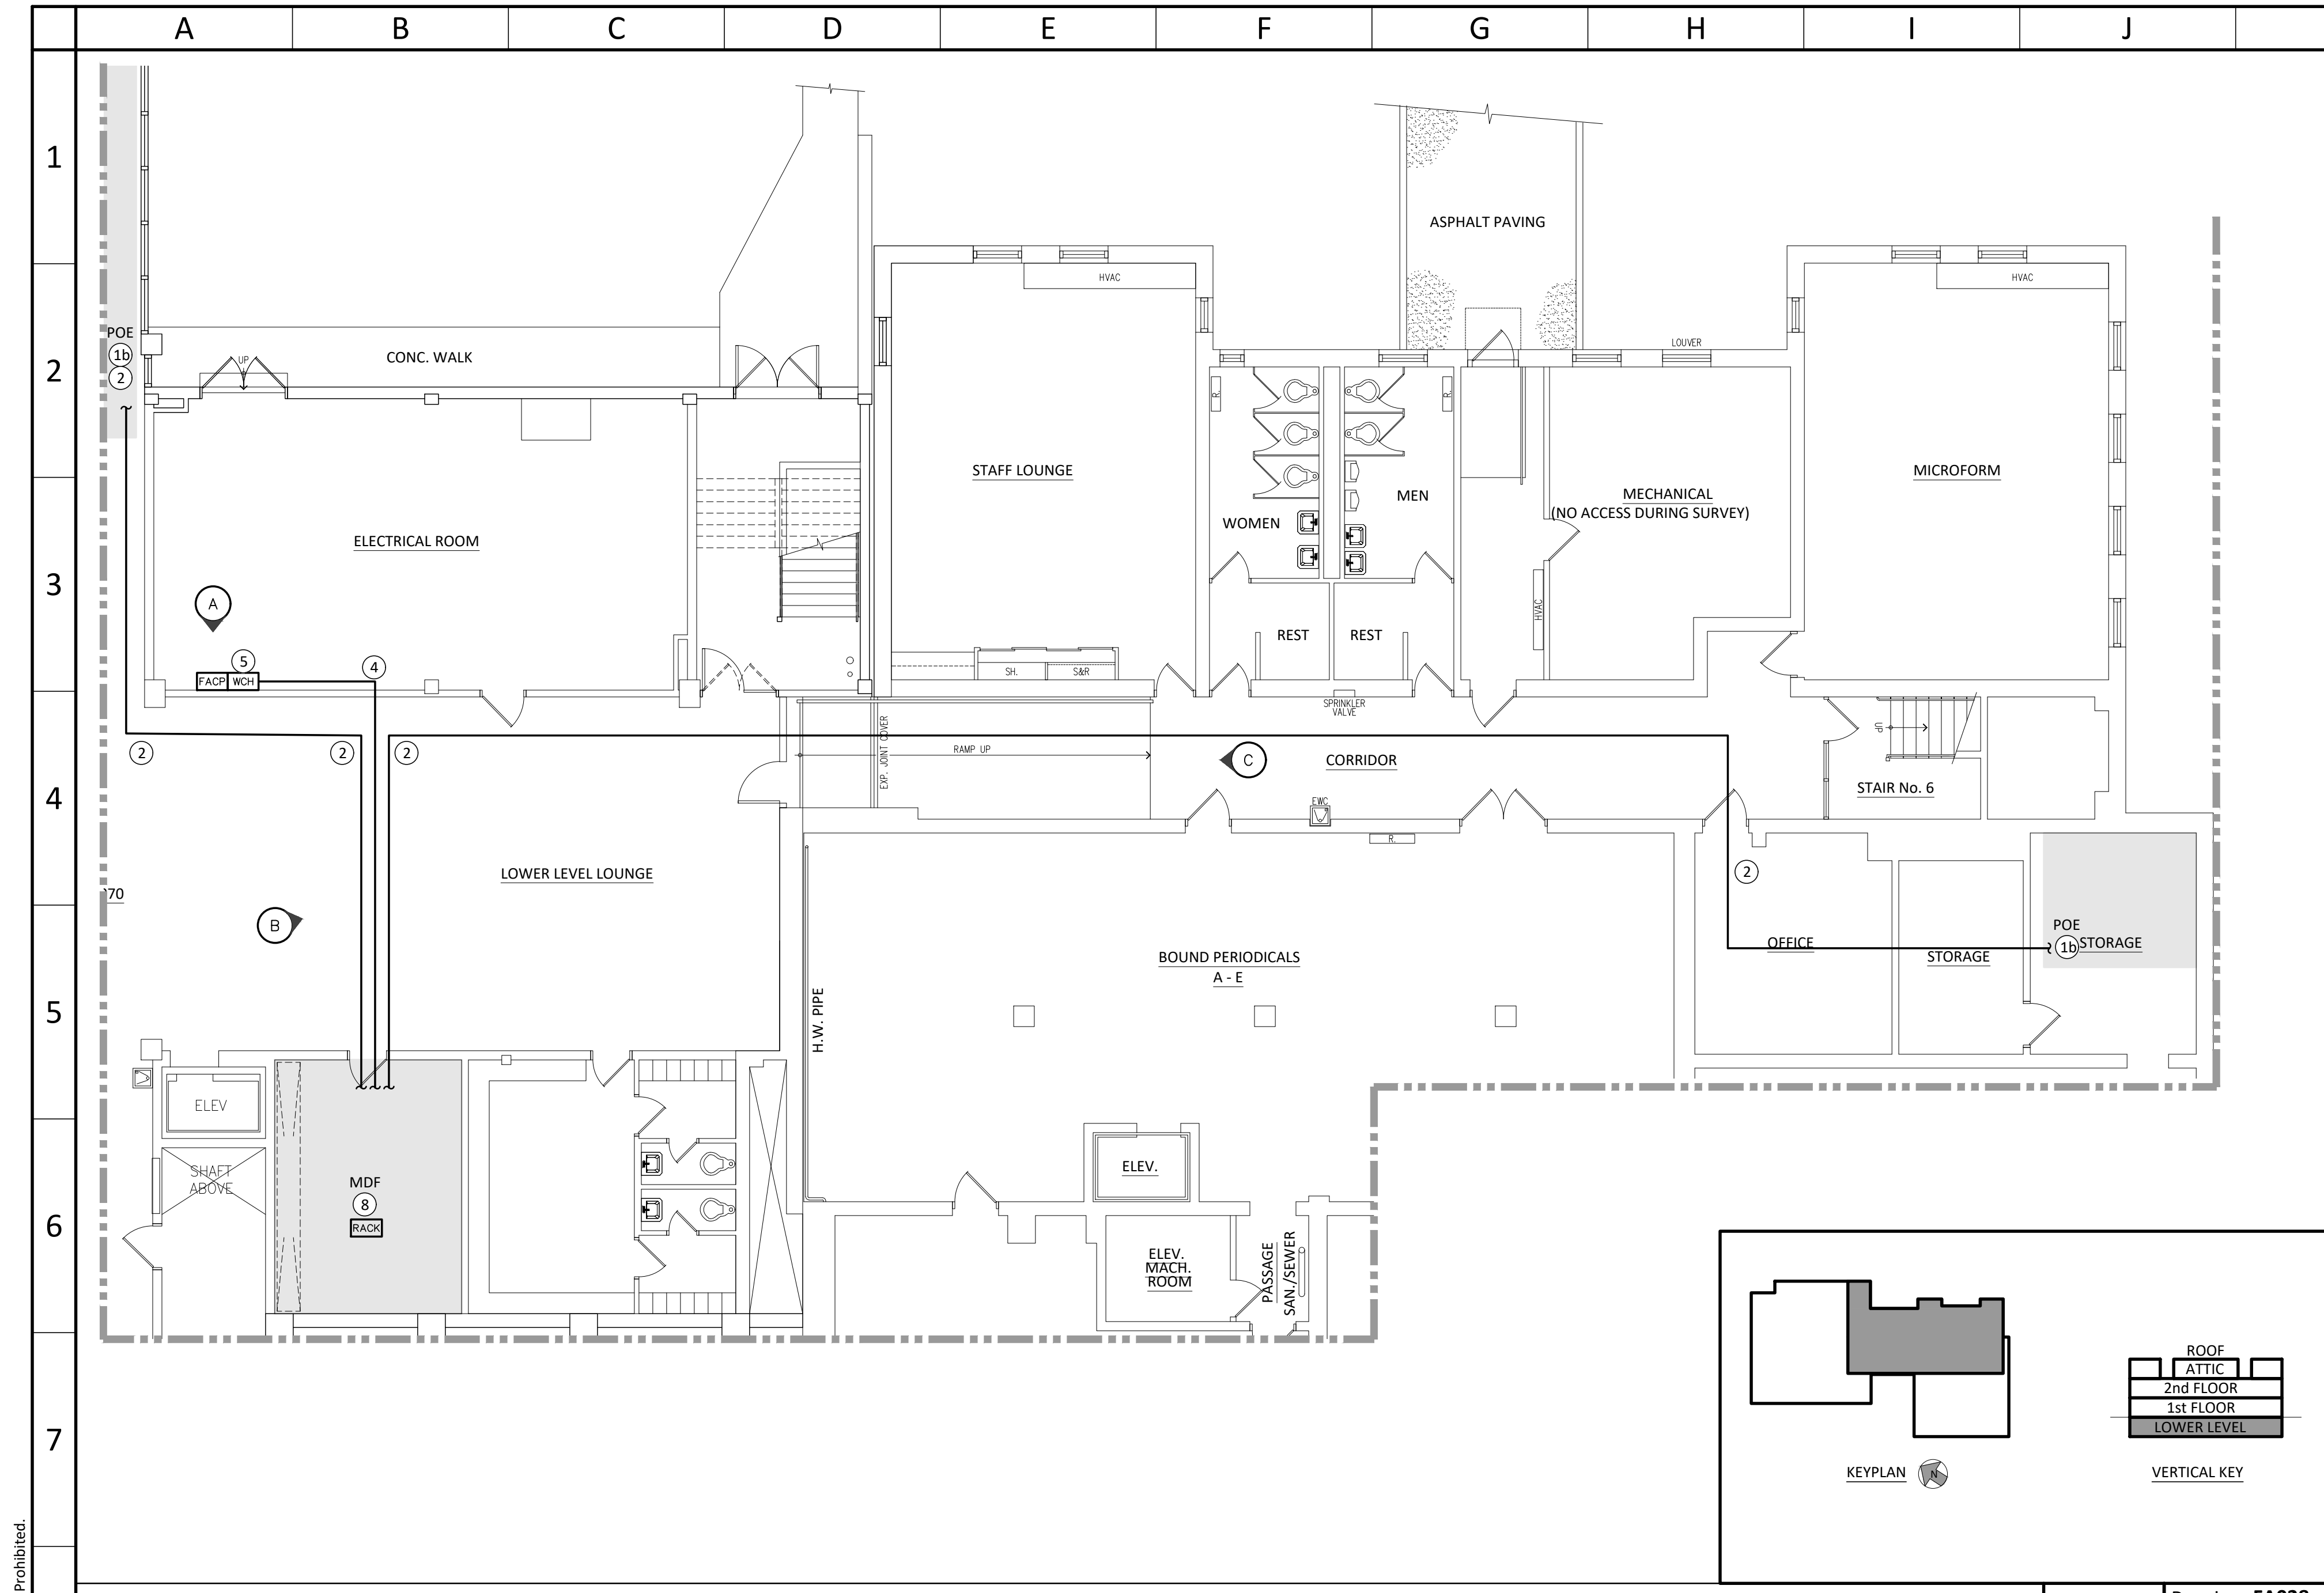 A B C D E F G H I J
1
ASPHALT PAVING
HVAC
HVAC
POE
1b
2
2
UP
CONC. WALK
LOUVER
R.
R.
STAFF LOUNGE
MICROFORM
MEN
MECHANICAL
(NO ACCESS DURING SURVEY)
WOMEN
ELECTRICAL ROOM
3
A
HVAC
REST
REST
5
4
FACP
WCH
SH.
S&R
SPRINKLER
VALVE
2
2
2
EXP. JOINT COVER
RAMP UP
C
CORRIDOR
UP
4
STAIR No. 6
EWC
R.
LOWER LEVEL LOUNGE
2
70
B
POE
1b
STORAGE
OFFICE
STORAGE
BOUND PERIODICALS
A - E
5
H.W. PIPE
ELEV
SHAFT
ABOVE
MDF
8
RACK
ELEV.
6
ELEV.
MACH.
ROOM
PASSAGE
SAN./SEWER
ROOF
ATTIC
2nd FLOOR
1st FLOOR
LOWER LEVEL
7
KEYPLAN
N
VERTICAL KEY
Prohibited.